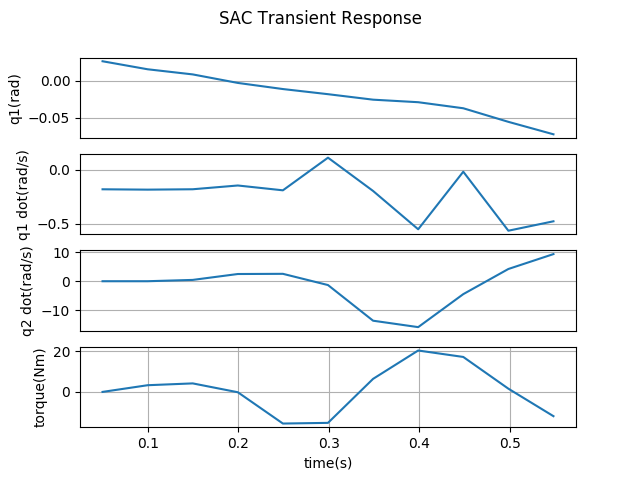 SAC Transient Response
q1(rad)
0.00
−0.05
q1 dot(rad/s)
0.0
−0.5
q2 dot(rad/s)
10
0
−10
torque(Nm)
20
0
0.1 0.2 0.3 0.4 0.5
time(s)